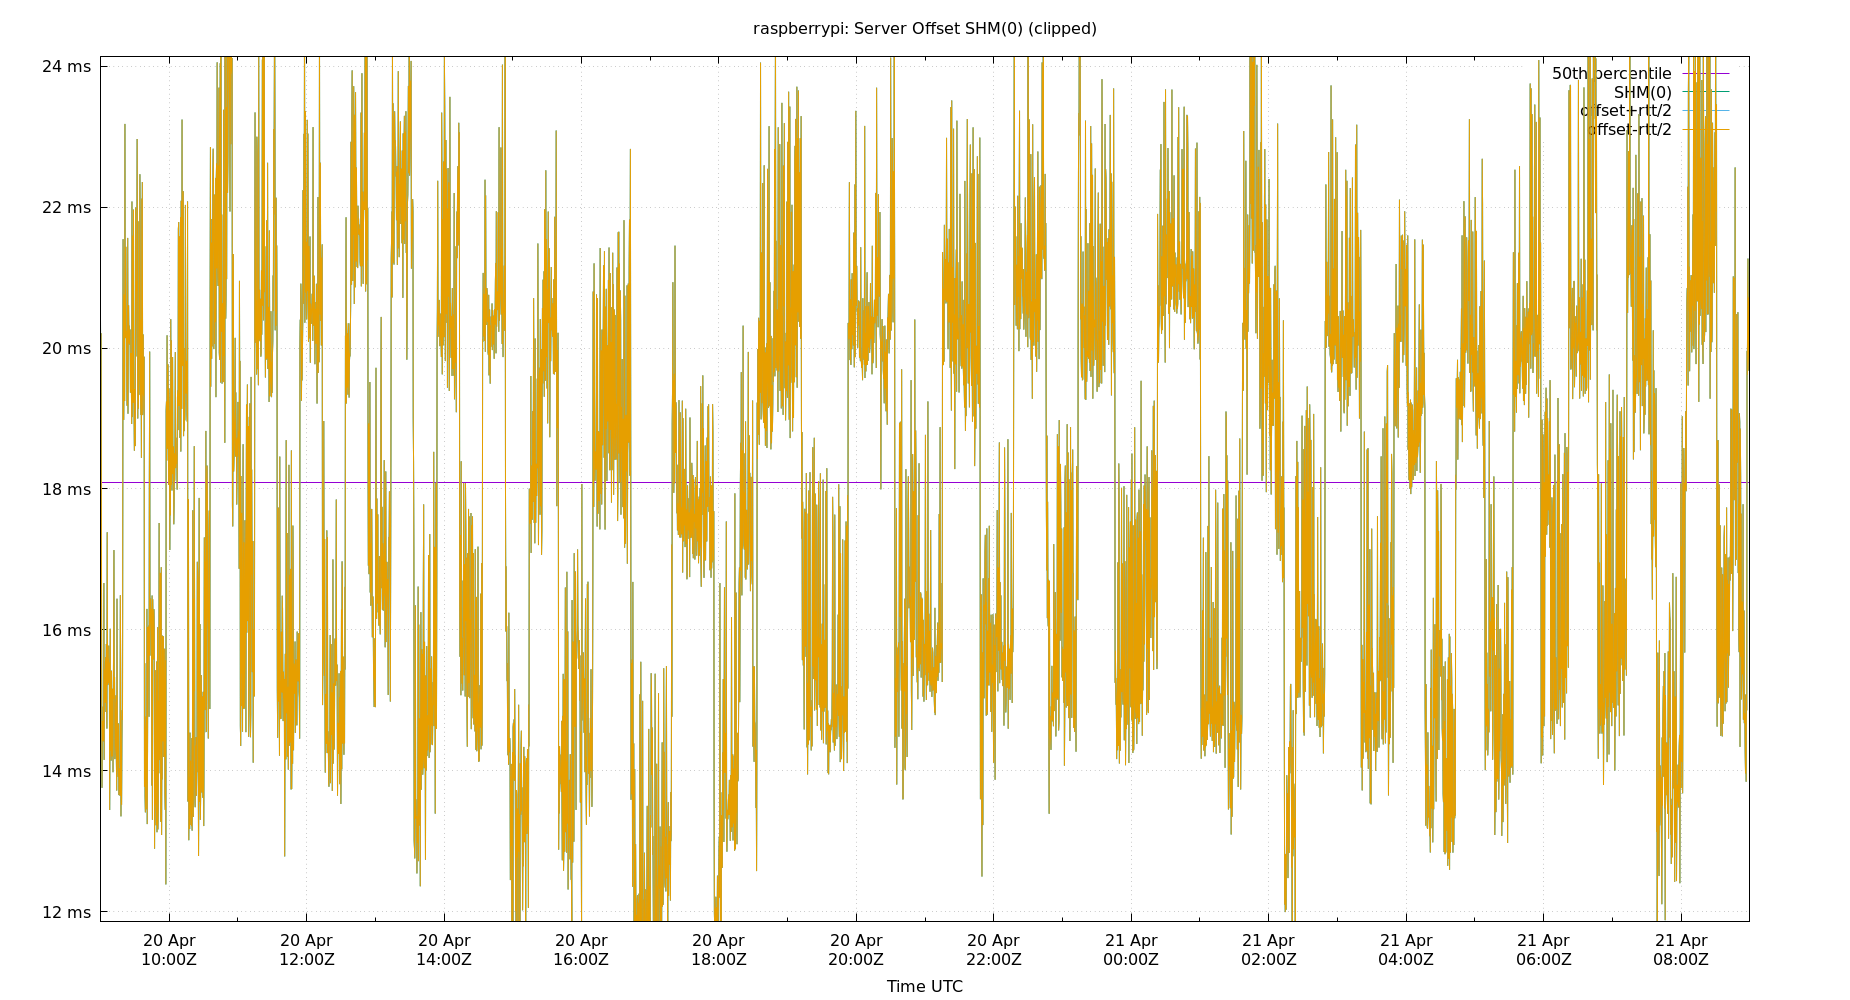 raspberrypi: Server Offset SHM(0) (clipped)
24 ms
22 ms
20 ms
18 ms
16 ms
14 ms
12 ms
50th percentile
SHM(0)
offset+rtt/2
offset-rtt/2
20 Apr 20 Apr 20 Apr 20 Apr 20 Apr 20 Apr 20 Apr 21 Apr 21 Apr 21 Apr 21 Apr 21 Apr
10:00Z 12:00Z 14:00Z 16:00Z 18:00Z 20:00Z 22:00Z 00:00Z 02:00Z 04:00Z 06:00Z 08:00Z
Time UTC